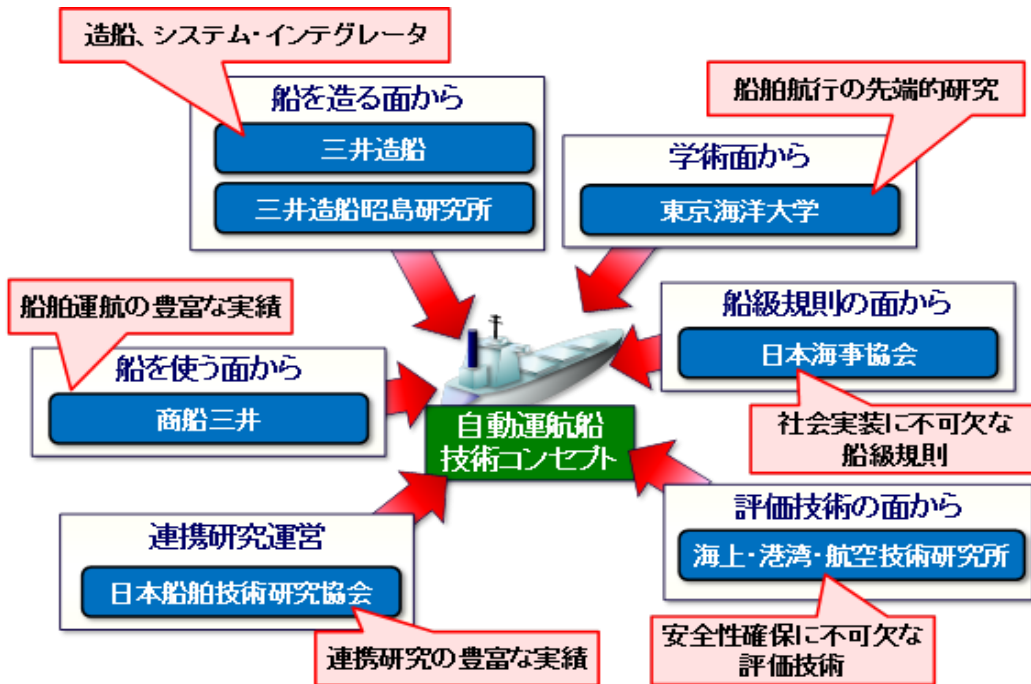 造船、システム・インテグレータ
船を造る面から
三井造船
三井造船昭島研究所
船舶航行の先端的研究
学術面から
東京海洋大学
船舶運航の豊富な実績
船を使う面から
商船三井
船級規則の面から
日本海事協会
社会実装に不可欠な
船級規則
自動運航船
技術コンセプト
連携研究運営
日本船舶技術研究協会
連携研究の豊富な実績
評価技術の面から
海上・港湾・航空技術研究所
安全性確保に不可欠な
評価技術